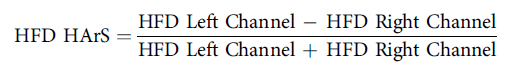 HFD HArS = HFD Left Channel − HFD Right Channel
HFD Left Channel + HFD Right Channel